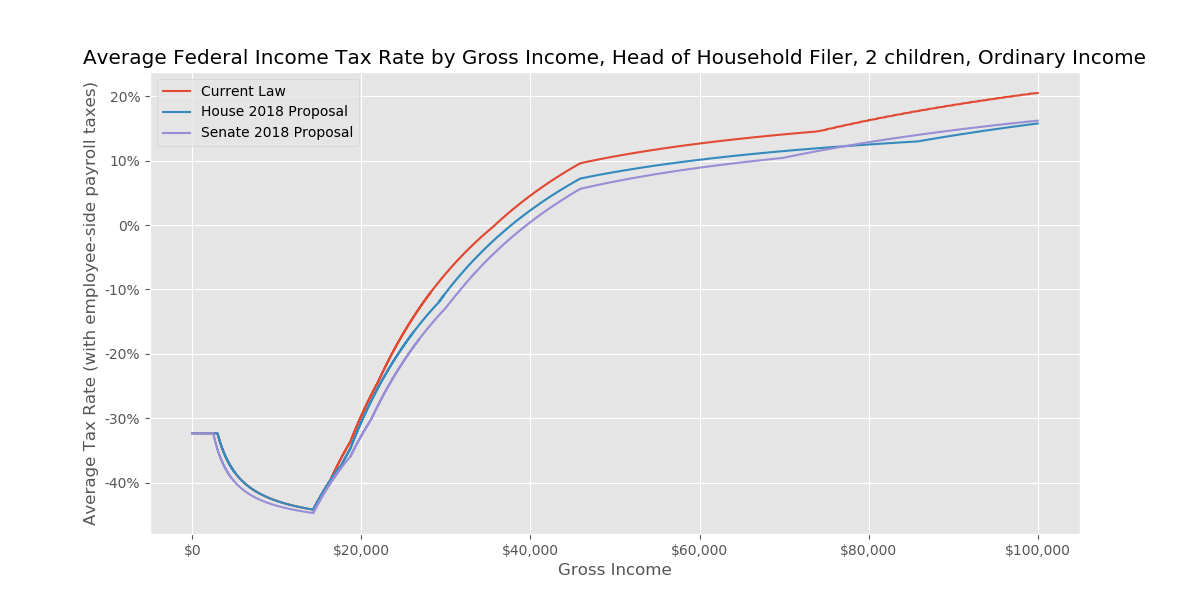 Average Federal Income Tax Rate by Gross Income, Head of Household Filer, 2 children, Ordinary Income
Current Law
House 2018 Proposal
Senate 2018 Proposal
Average Tax Rate (with employee-side payroll taxes)
20%
10%
0%
-10%
-20%
-30%
-40%
$0 $20,000 $40,000 $60,000 $80,000 $100,000
Gross Income